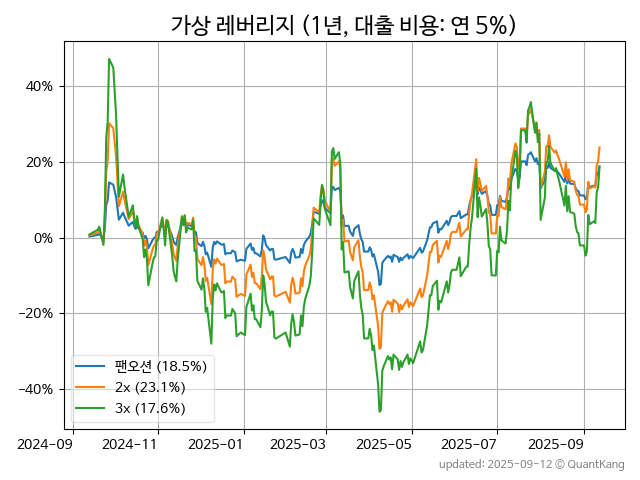 가상 레버리지 (1년, 대출 비용: 연 5%)
40%
20%
0%
−20%
−40%
팬오션 (18.5%)
2x (23.1%)
3x (17.6%)
2024-09 2024-11 2025-01 2025-03 2025-05 2025-07 2025-09
updated: 2025-09-12 © QuantKang